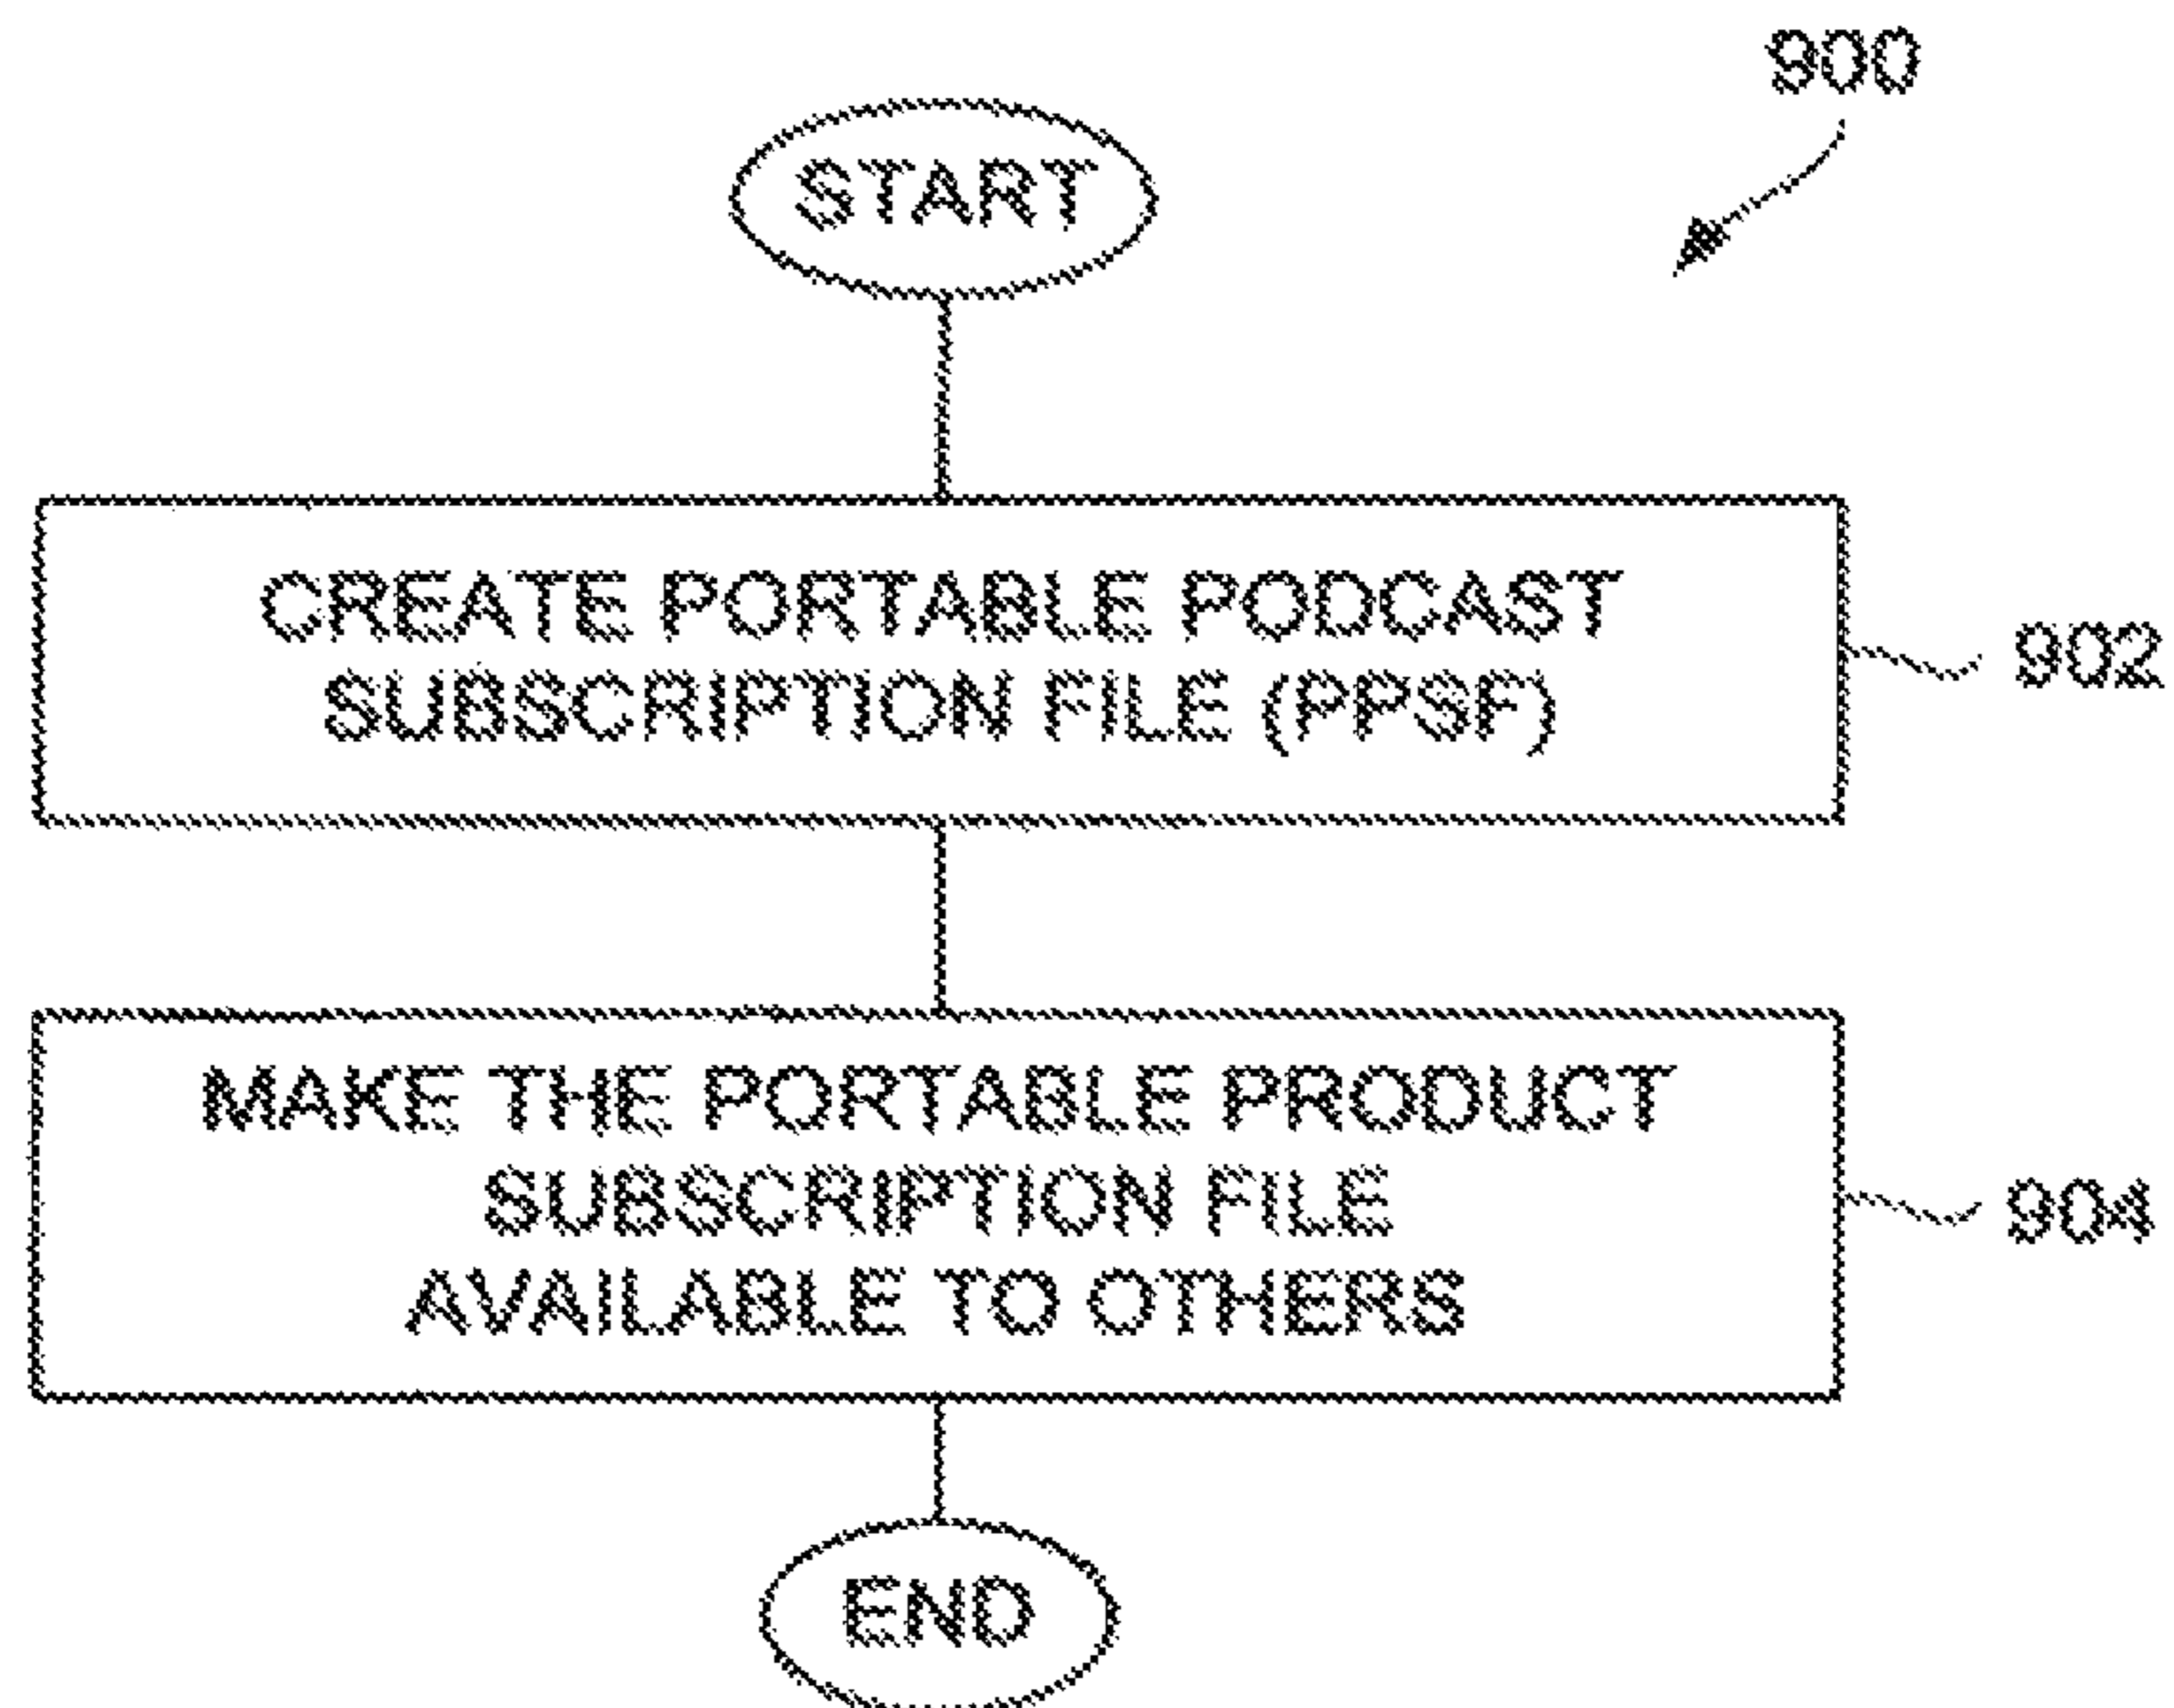 900
START
CREATE PORTABLE PODCAST
SUBSCRIPTION FILE (PPSF)
902
MAKE THE PORTABLE PRODUCT
SUBSCRIPTION FILE
AVAILABLE TO OTHERS
904
END